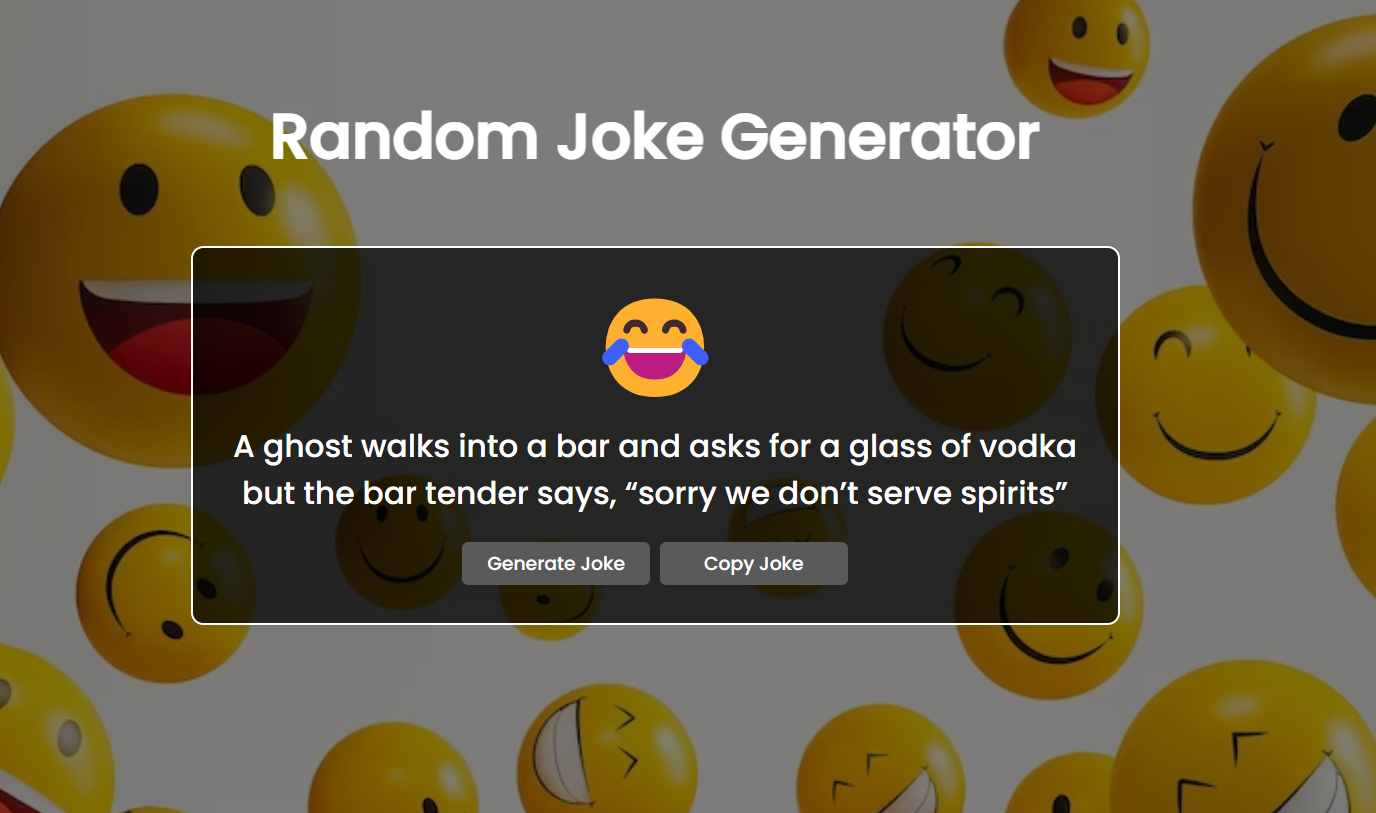 Random Joke Generator
A ghost walks into a bar and asks for a glass of vodka
but the bar tender says, “sorry we don’t serve spirits”
Generate Joke
Copy Joke